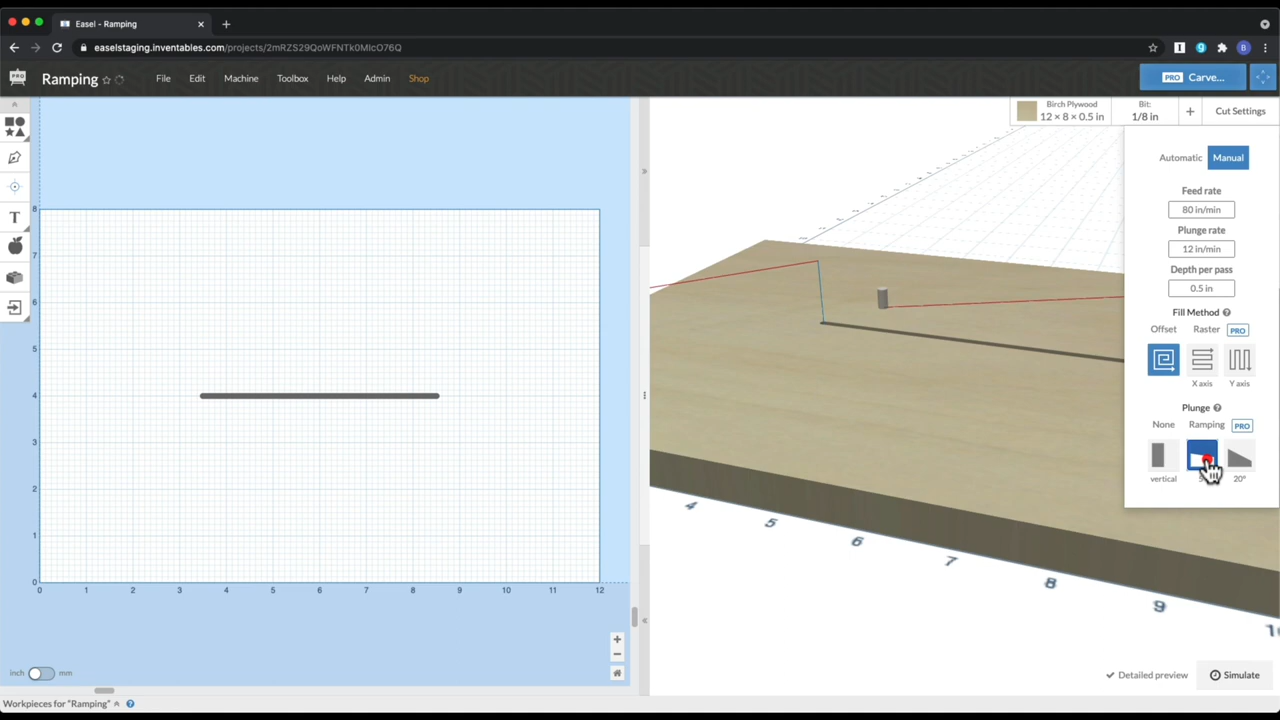 Easel - Ramping
easelstaging.inventables.com/projects/2mRZS29QoWFNTk0MIcO76Q
PRO
Ramping
File Edit Machine Toolbox Help Admin Shop
PRO Carve...
Birch Plywood
12 × 8 × 0.5 in
Bit:
1/8 in
+
Cut Settings
Automatic Manual
Feed rate
80 in/min
Plunge rate
12 in/min
Depth per pass
0.5 in
Fill Method ?
Offset Raster PRO
X axis Y axis
Plunge ?
None Ramping PRO
vertical 20°
T
8
7
6
5
4
3
2
1
0
0 1 2 3 4 5 6 7 8 9 10 11 12
4 5 6 7 8 9
inch mm
Detailed preview
Simulate
Workpieces for "Ramping" ?